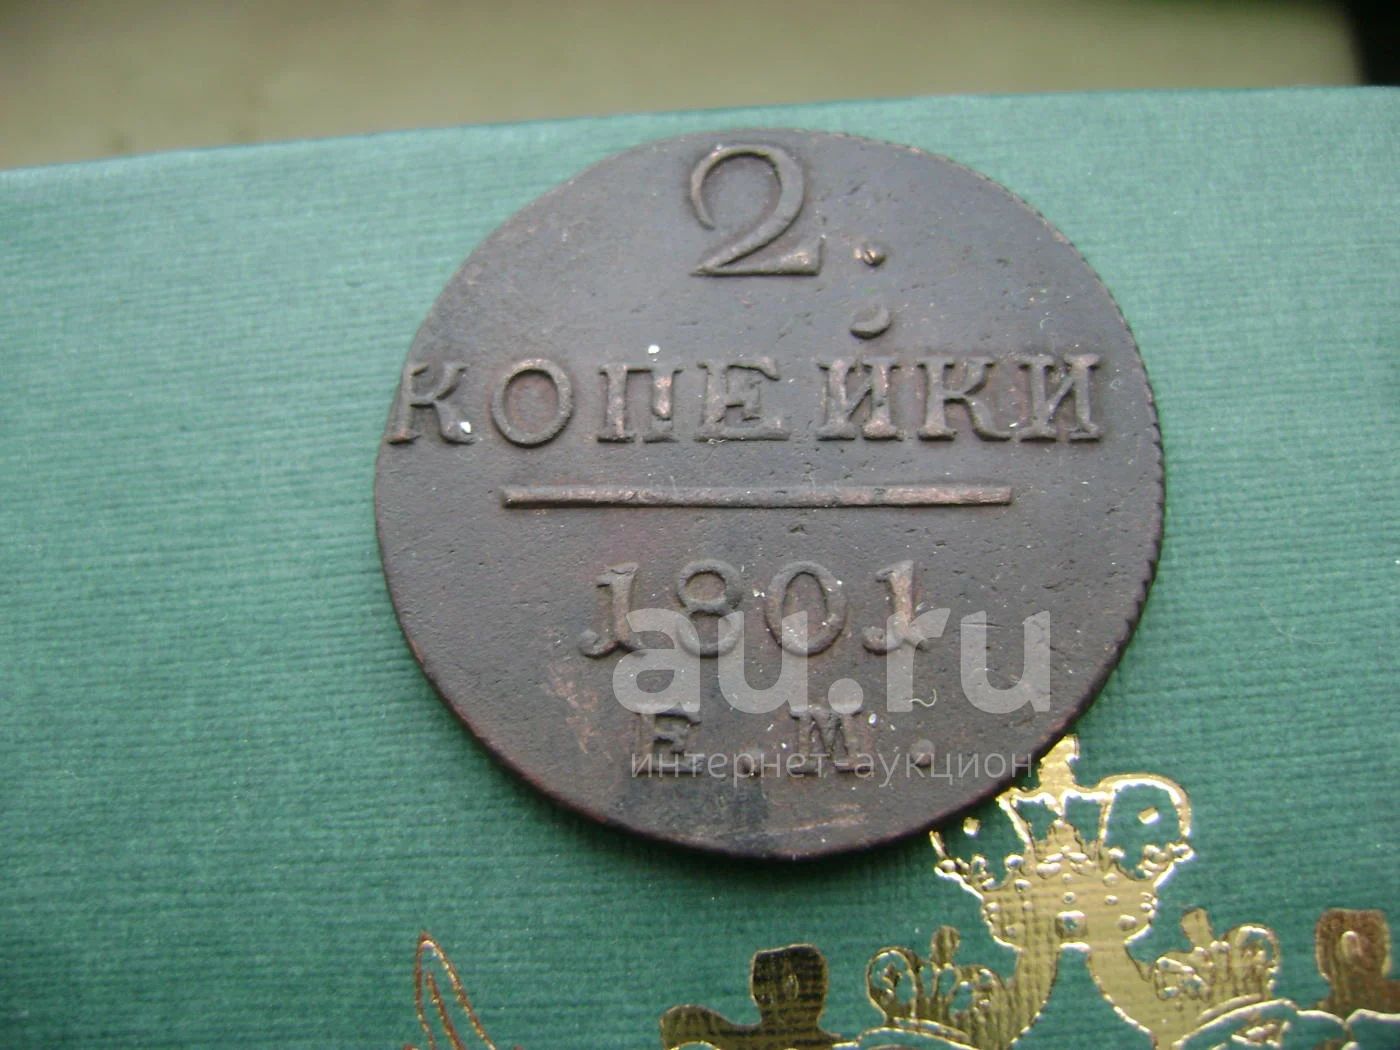 2.
КОПЕЙКИ
1801
Е.М.
au.ru
интернет-аукцион